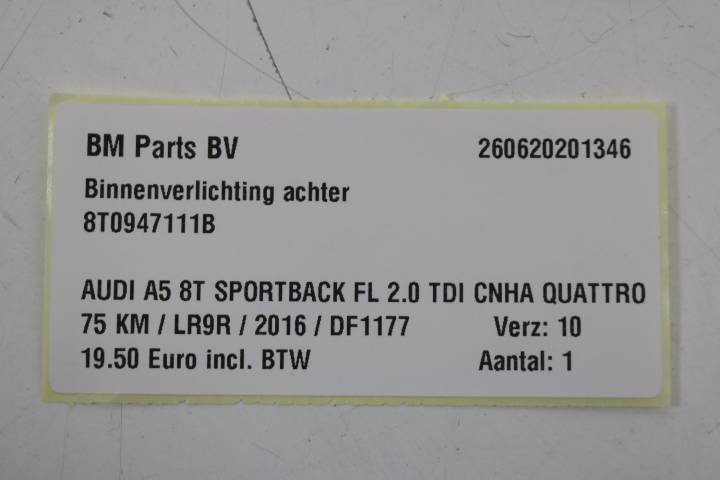 BM Parts BV 260620201346
Binnenverlichting achter
8T0947111B
AUDI A5 8T SPORTBACK FL 2.0 TDI CNHA QUATTRO
75 KM / LR9R / 2016 / DF1177 Verz: 10
19.50 Euro incl. BTW Aantal: 1